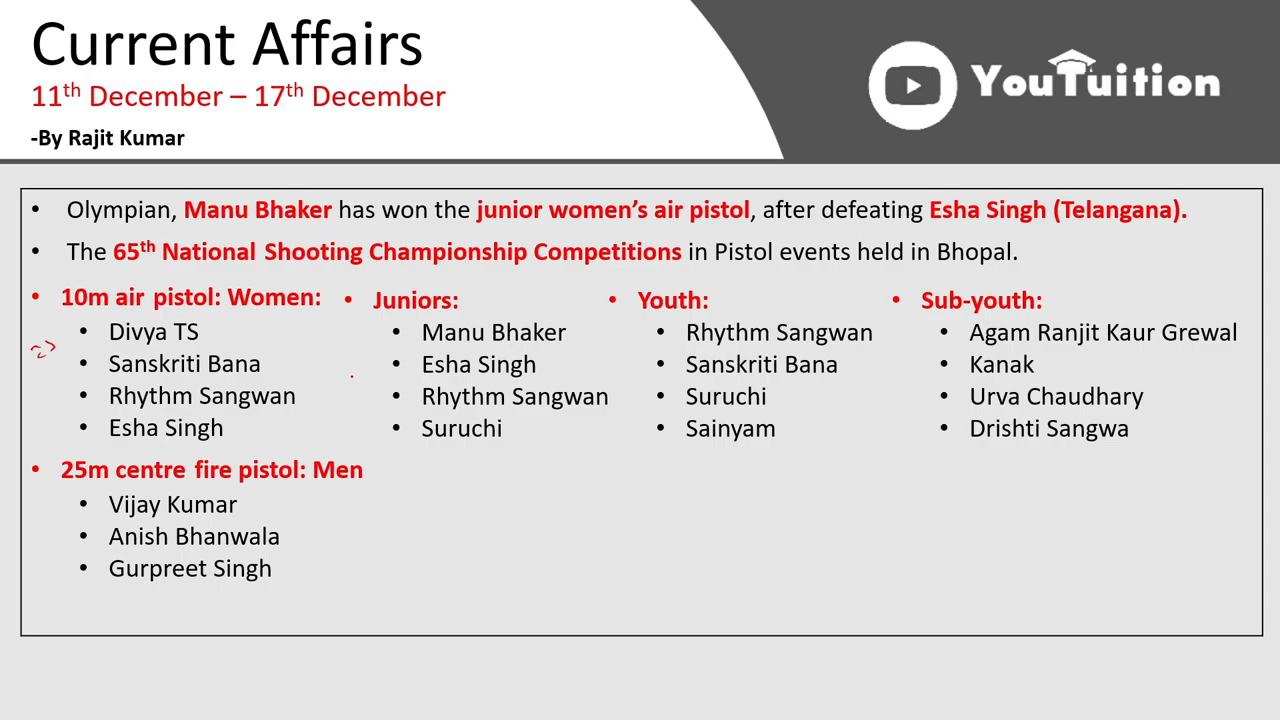 Current Affairs
11th December – 17th December
-By Rajit Kumar
YouTuition
• Olympian, Manu Bhaker has won the junior women's air pistol, after defeating Esha Singh (Telangana).
• The 65th National Shooting Championship Competitions in Pistol events held in Bhopal.
• 10m air pistol: Women:
• Divya TS
• Sanskriti Bana
• Rhythm Sangwan
• Esha Singh
• Juniors:
• Manu Bhaker
• Esha Singh
• Rhythm Sangwan
• Suruchi
• Youth:
• Rhythm Sangwan
• Sanskriti Bana
• Suruchi
• Sainyam
• Sub-youth:
• Agam Ranjit Kaur Grewal
• Kanak
• Urva Chaudhary
• Drishti Sangwa
• 25m centre fire pistol: Men
• Vijay Kumar
• Anish Bhanwala
• Gurpreet Singh